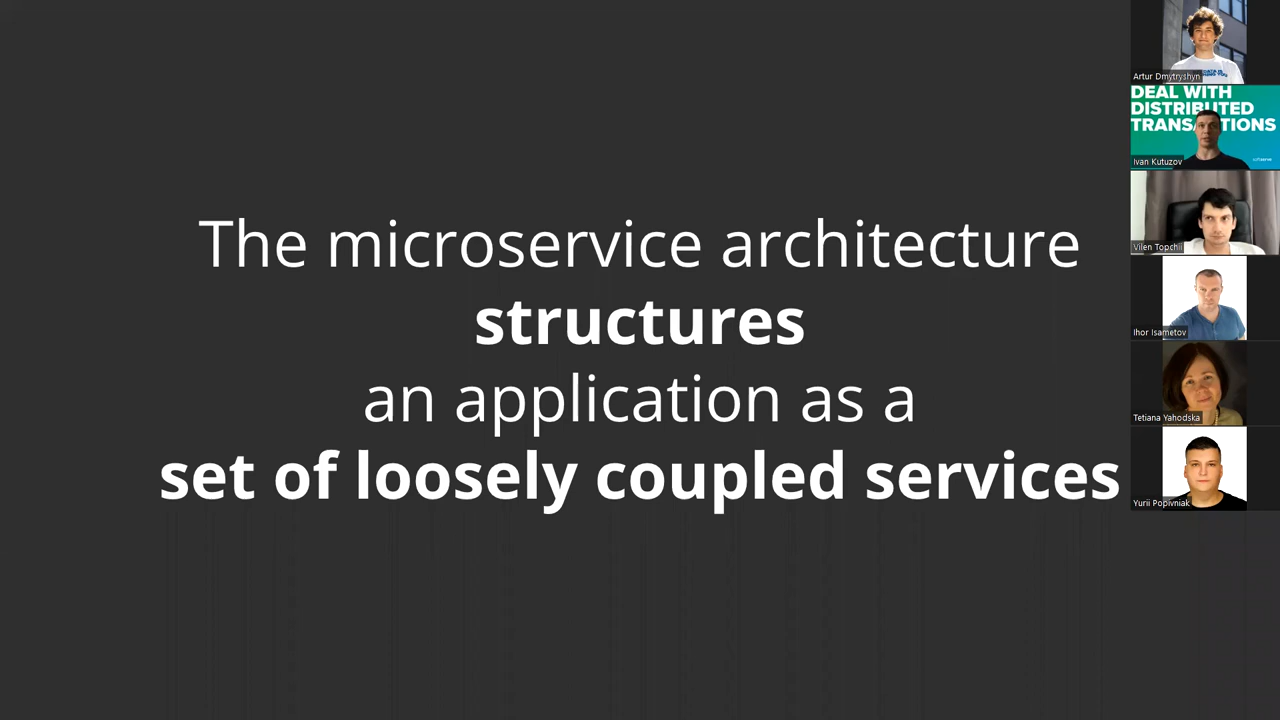 The microservice architecture
structures
an application as a
set of loosely coupled services
Artur Dmytryshyn
DEAL WITH
DISTRIBUTED
Ivan Kutuzov
Vilen Topchii
Ihor Isametov
Tetiana Yahodska
Yurii Popivniak